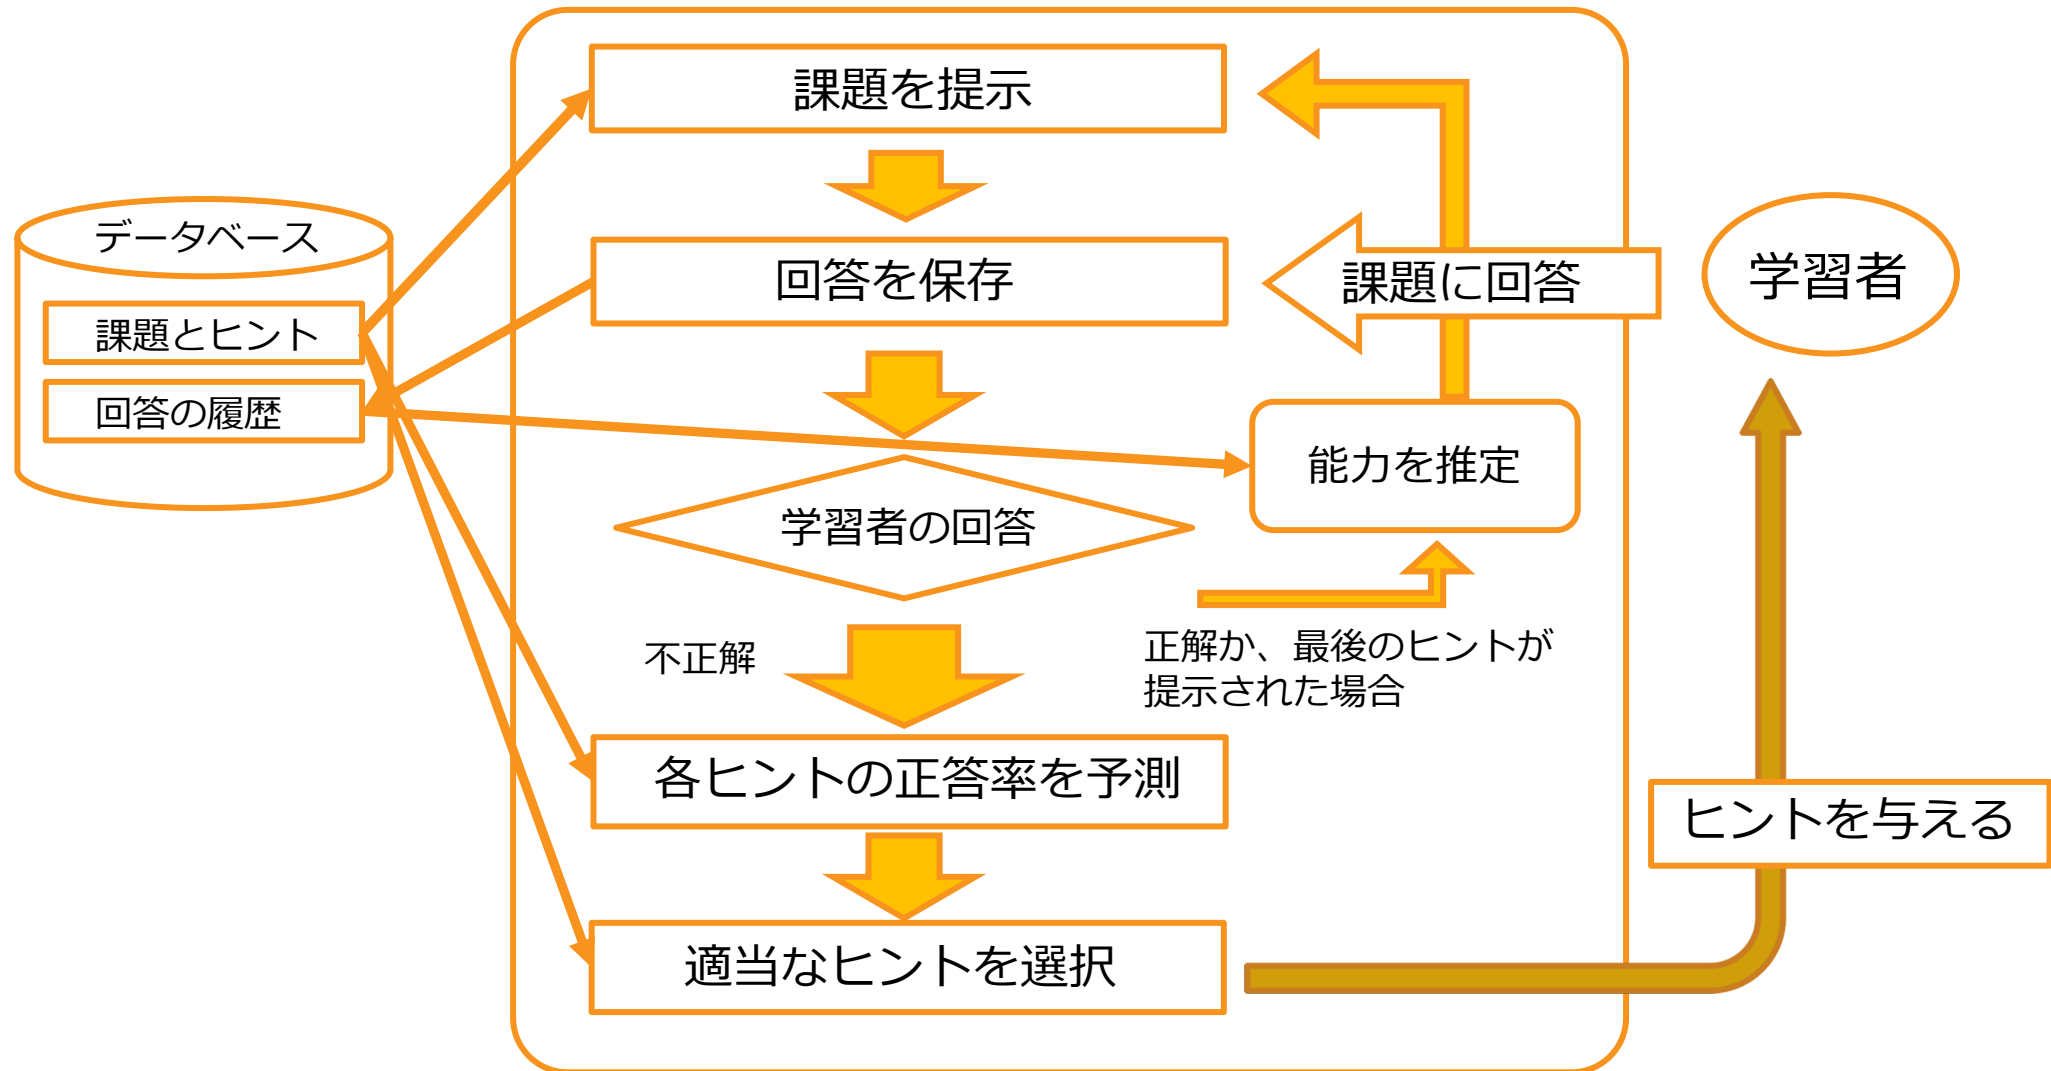 課題を提示
データベース
課題とヒント
回答の履歴
回答を保存
課題に回答
学習者
能力を推定
学習者の回答
不正解
正解か、最後のヒントが
提示された場合
各ヒントの正答率を予測
ヒントを与える
適当なヒントを選択